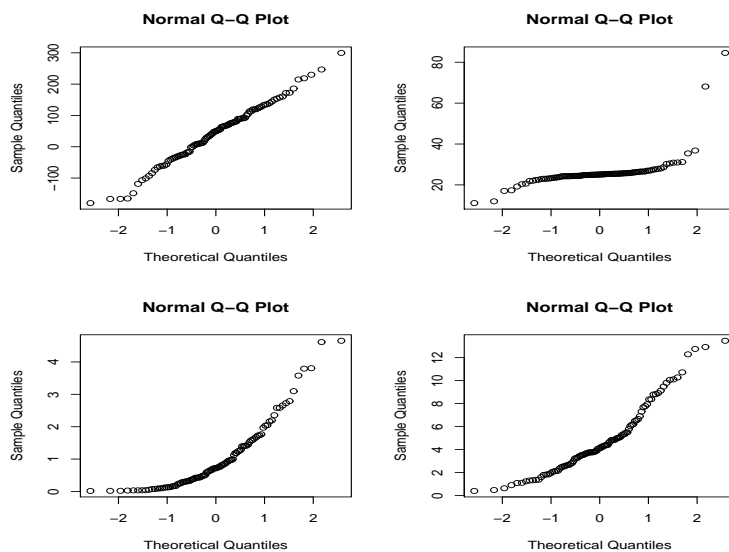 Normal Q−Q Plot
Sample Quantiles
−100 0 100 200 300
−2 −1 0 1 2
Theoretical Quantiles
Normal Q−Q Plot
Sample Quantiles
20 40 60 80
−2 −1 0 1 2
Theoretical Quantiles
Normal Q−Q Plot
Sample Quantiles
0 1 2 3 4
−2 −1 0 1 2
Theoretical Quantiles
Normal Q−Q Plot
Sample Quantiles
0 2 4 6 8 10 12
−2 −1 0 1 2
Theoretical Quantiles